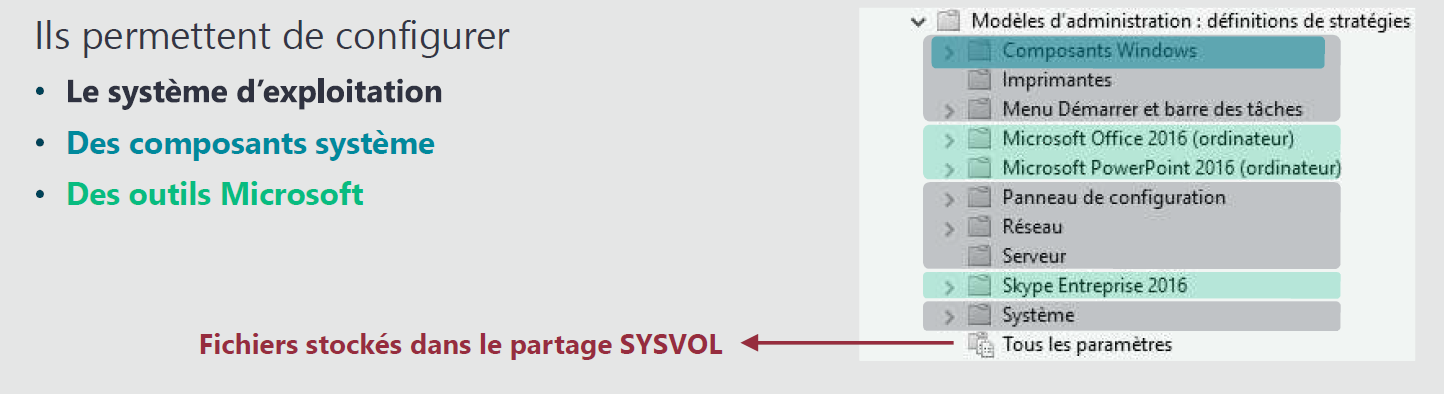 Ils permettent de configurer
• Le système d'exploitation
• Des composants système
• Des outils Microsoft
Fichiers stockés dans le partage SYSVOL
Modèles d'administration : définitions de stratégies
Composants Windows
Imprimantes
Menu Démarrer et barre des tâches
Microsoft Office 2016 (ordinateur)
Microsoft PowerPoint 2016 (ordinateur)
Panneau de configuration
Réseau
Serveur
Skype Entreprise 2016
Système
Tous les paramètres